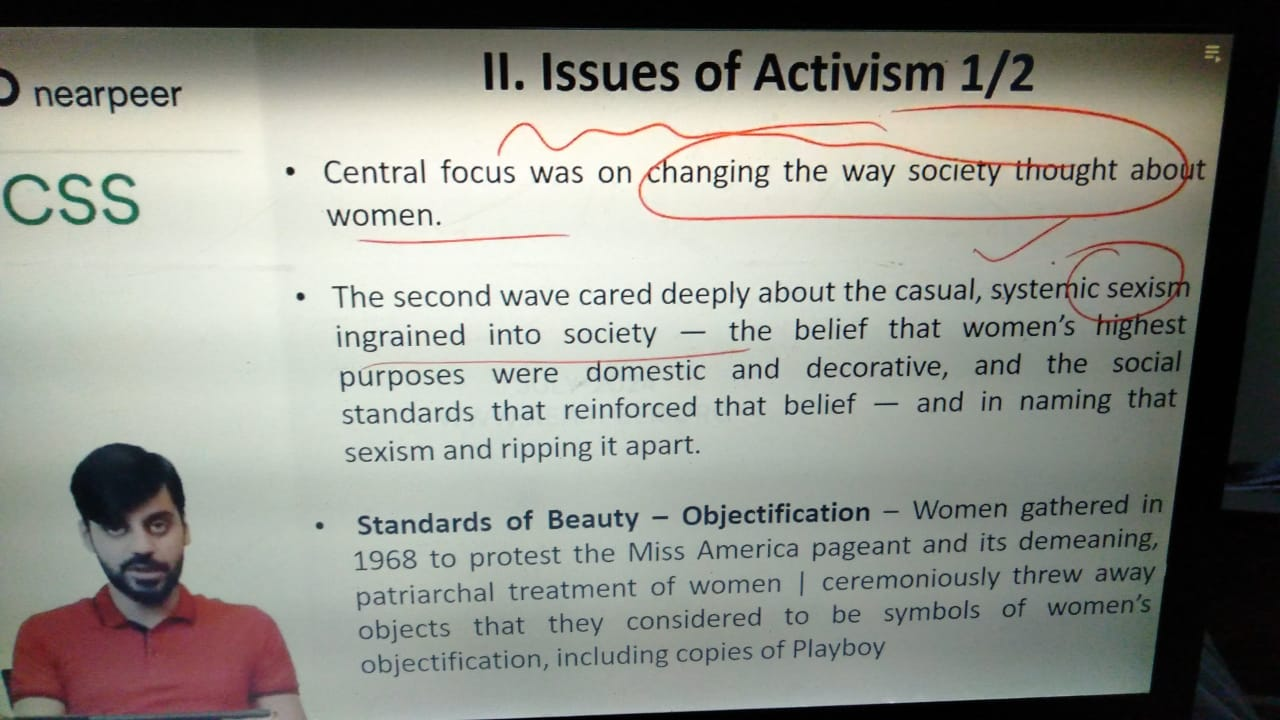 nearpeer
CSS
II. Issues of Activism 1/2
• Central focus was on changing the way society thought about
women.
• The second wave cared deeply about the casual, systemic sexism
ingrained into society — the belief that women's highest
purposes were domestic and decorative, and the social
standards that reinforced that belief — and in naming that
sexism and ripping it apart.
• Standards of Beauty – Objectification – Women gathered in
1968 to protest the Miss America pageant and its demeaning,
patriarchal treatment of women | ceremoniously threw away
objects that they considered to be symbols of women's
objectification, including copies of Playboy